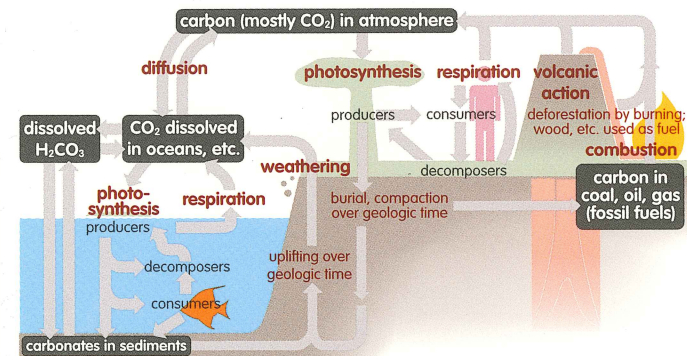 carbon (mostly CO₂) in atmosphere
diffusion
photosynthesis
respiration
volcanic
action
producers
consumers
deforestation by burning;
wood, etc. used as fuel
combustion
dissolved
H₂CO₃
CO₂ dissolved
in oceans, etc.
weathering
decomposers
carbon in
coal, oil, gas
(fossil fuels)
photo-
synthesis
respiration
burial, compaction
over geologic time
producers
decomposers
uplifting over
geologic time
consumers
carbonates in sediments